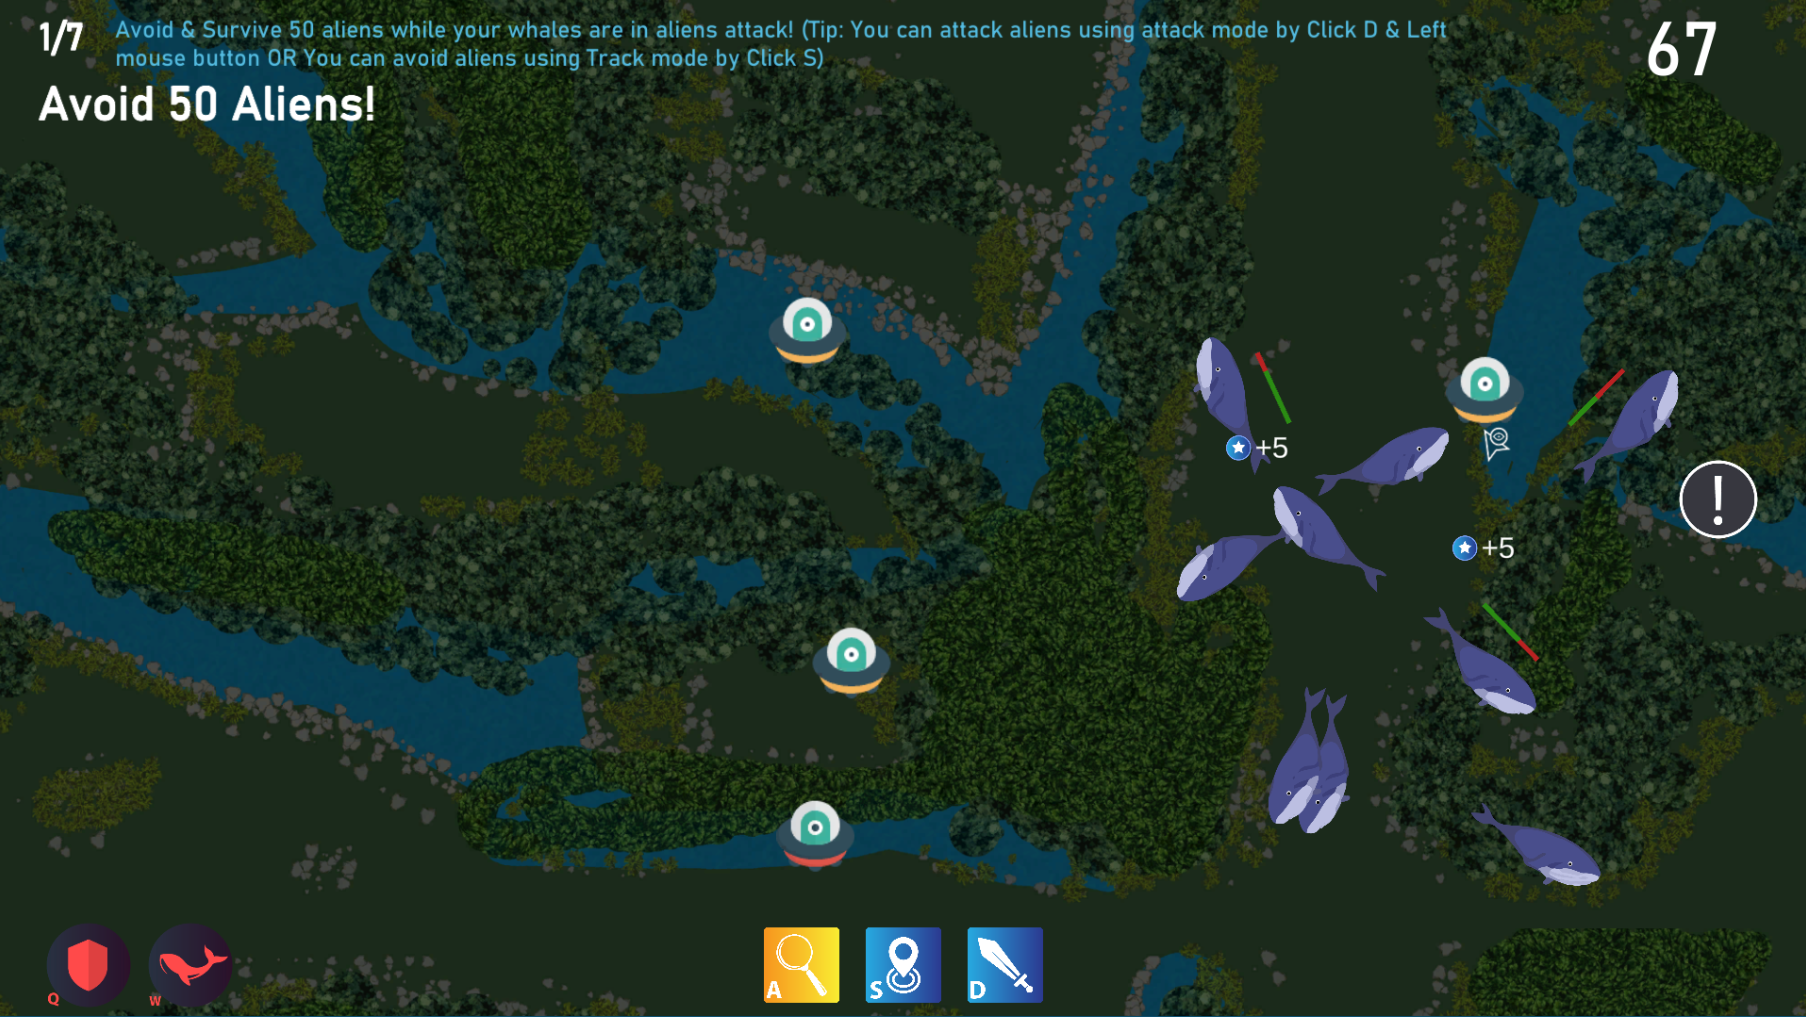 1/7
Avoid & Survive 50 aliens while your whales are in aliens attack! (Tip: You can attack aliens using attack mode by Click D & Left
mouse button OR You can avoid aliens using Track mode by Click S)
67
Avoid 50 Aliens!
+5
!
+5
Q
W
A
S
D